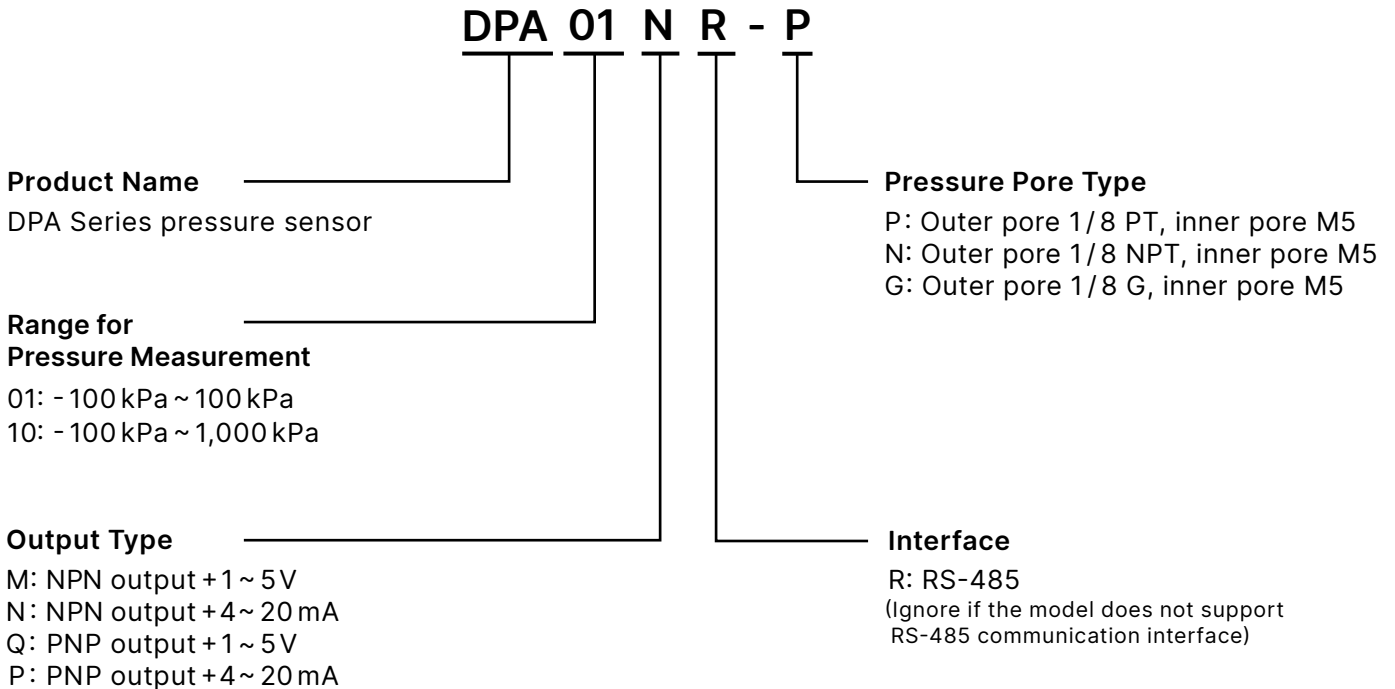 DPA 01 N R - P
Product Name
DPA Series pressure sensor
Range for
Pressure Measurement
01: -100 kPa ~ 100 kPa
10: -100 kPa ~ 1,000 kPa
Output Type
M: NPN output +1 ~ 5 V
N: NPN output +4~ 20 mA
Q: PNP output +1 ~ 5 V
P: PNP output +4~ 20 mA
Pressure Pore Type
P: Outer pore 1/8 PT, inner pore M5
N: Outer pore 1/8 NPT, inner pore M5
G: Outer pore 1/8 G, inner pore M5
Interface
R: RS-485
(Ignore if the model does not support
RS-485 communication interface)